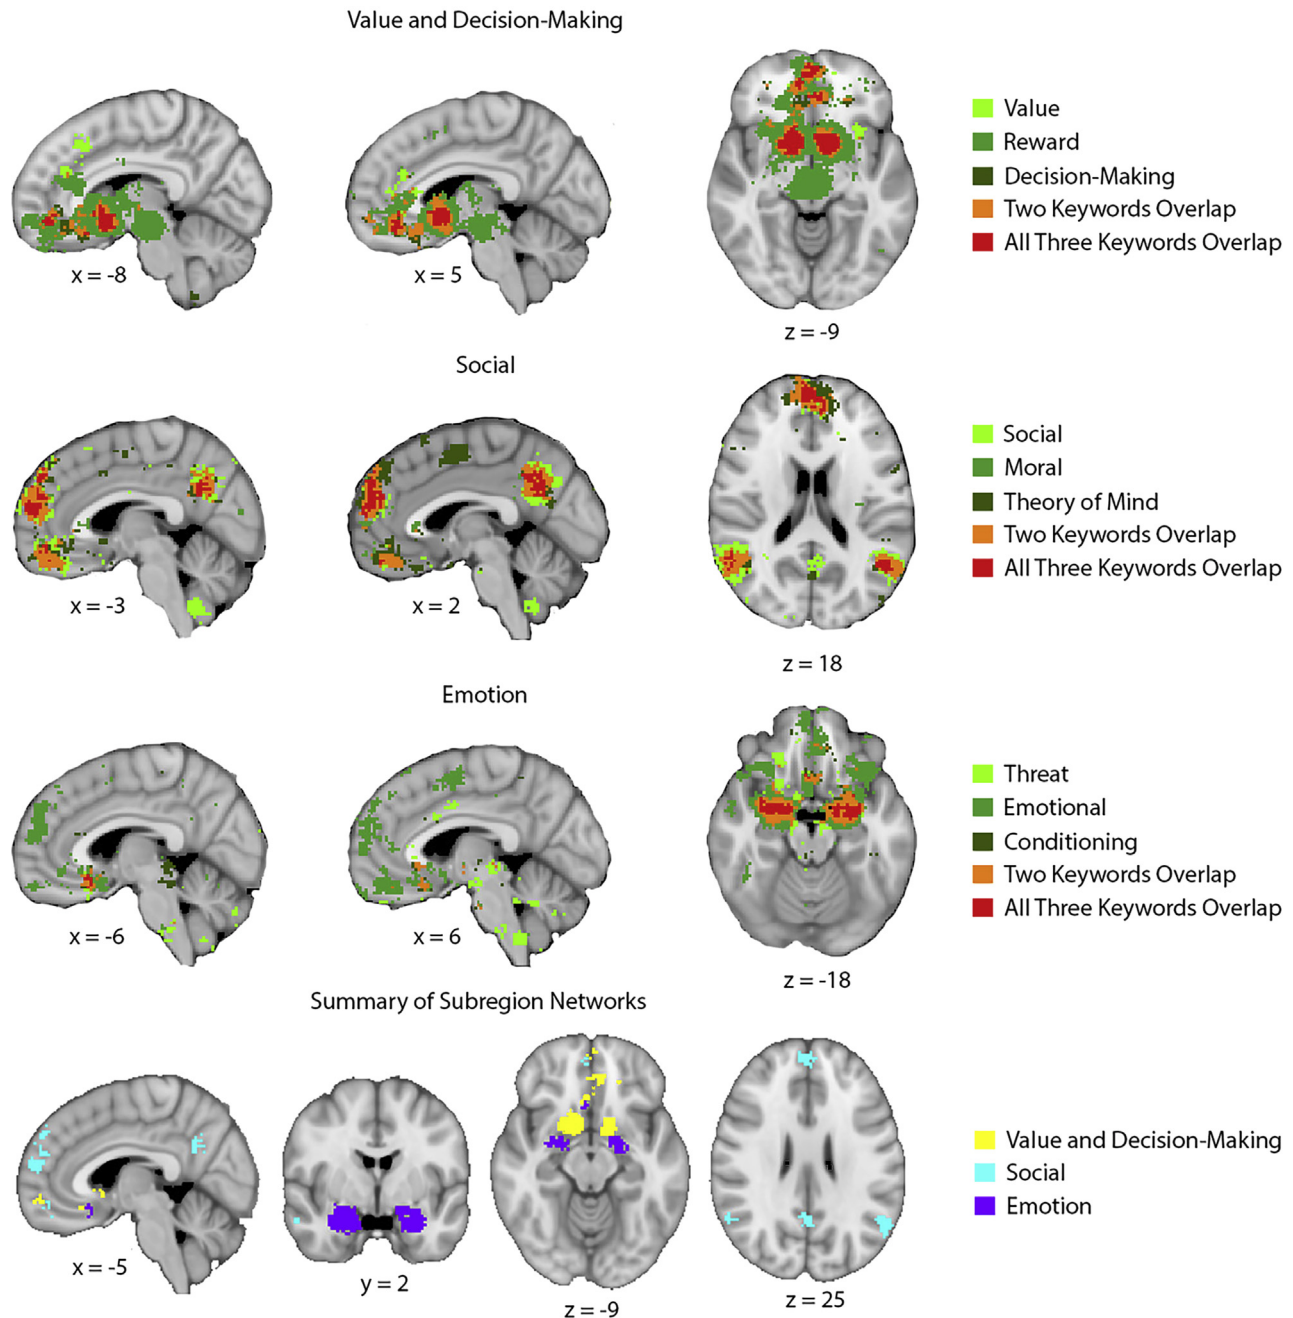 Value and Decision-Making
Value
Reward
Decision-Making
Two Keywords Overlap
All Three Keywords Overlap
x = -8
x = 5
z = -9
Social
Social
Moral
Theory of Mind
Two Keywords Overlap
All Three Keywords Overlap
x = -3
x = 2
z = 18
Emotion
Threat
Emotional
Conditioning
Two Keywords Overlap
All Three Keywords Overlap
x = -6
x = 6
z = -18
Summary of Subregion Networks
Value and Decision-Making
Social
Emotion
x = -5
y = 2
z = -9
z = 25